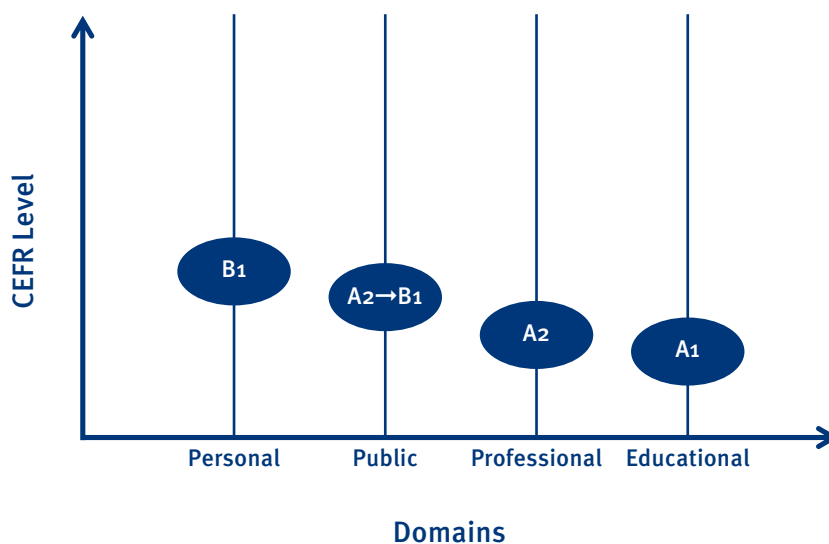 CEFR Level
B1
A2→B1
A2
A1
Personal
Public
Professional
Educational
Domains